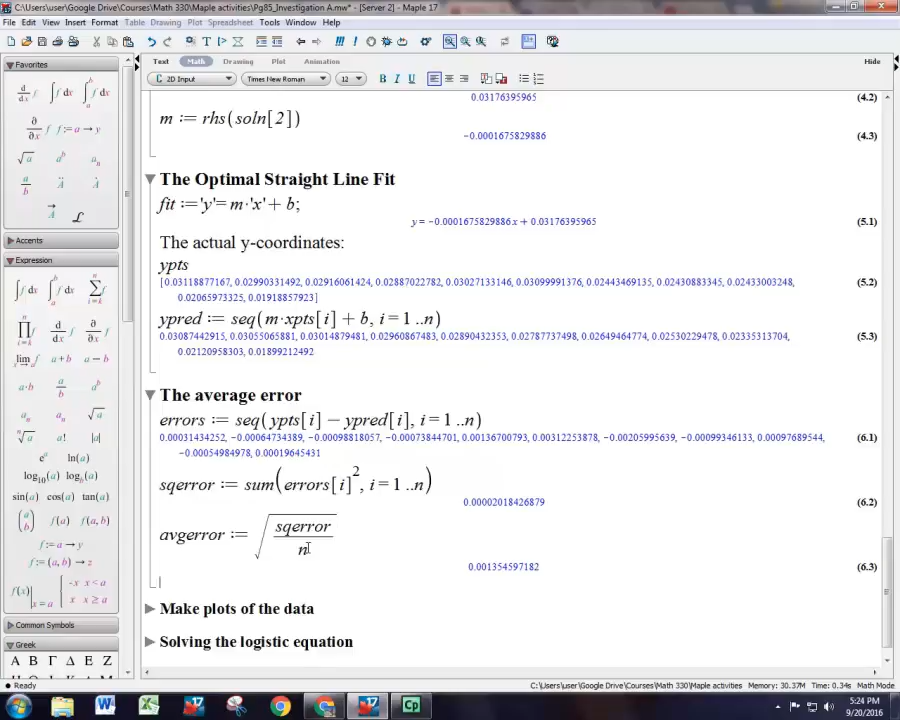 C:\Users\user\Google Drive\Courses\Math 330\Maple activities\Pg85_Investigation A.mw* - [Server 2] - Maple 17
File Edit View Insert Format Table Drawing Plot Spreadsheet Tools Window Help
Text Math Drawing Plot Animation Hide
C 2D Input Times New Roman 12 B I U
Favorites
Accents
Expression
Common Symbols
Greek
Α Β Γ Δ Ε Ζ
0.03176395965 (4.2)
m := rhs(soln[2])
−0.0001675829886 (4.3)
The Optimal Straight Line Fit
fit := 'y' = m·'x' + b;
y = −0.0001675829886 x + 0.03176395965 (5.1)
The actual y-coordinates:
ypts
[0.03118877167, 0.02990331492, 0.02916061424, 0.02887022782, 0.03027133146, 0.03099991376, 0.02443469135, 0.02430883345, 0.02433003248, (5.2)
0.02065973325, 0.01918857923]
ypred := seq(m·xpts[i] + b, i = 1 ..n)
0.03087442915, 0.03055065881, 0.03014879481, 0.02960867483, 0.02890432353, 0.02787737498, 0.02649464774, 0.02530229478, 0.02335313704, (5.3)
0.02120958303, 0.01899212492
The average error
errors := seq(ypts[i] − ypred[i], i = 1 ..n)
0.00031434252, −0.00064734389, −0.00098818057, −0.00073844701, 0.00136700793, 0.00312253878, −0.00205995639, −0.00099346133, 0.00097689544, (6.1)
−0.00054984978, 0.00019645431
sqerror := sum(errors[i]², i = 1 ..n)
0.00002018426879 (6.2)
avgerror := √(sqerror/n)
0.001354597182 (6.3)
Make plots of the data
Solving the logistic equation
Ready C:\Users\user\Google Drive\Courses\Math 330\Maple activities Memory: 30.37M Time: 0.34s Math Mode
5:24 PM
9/20/2016